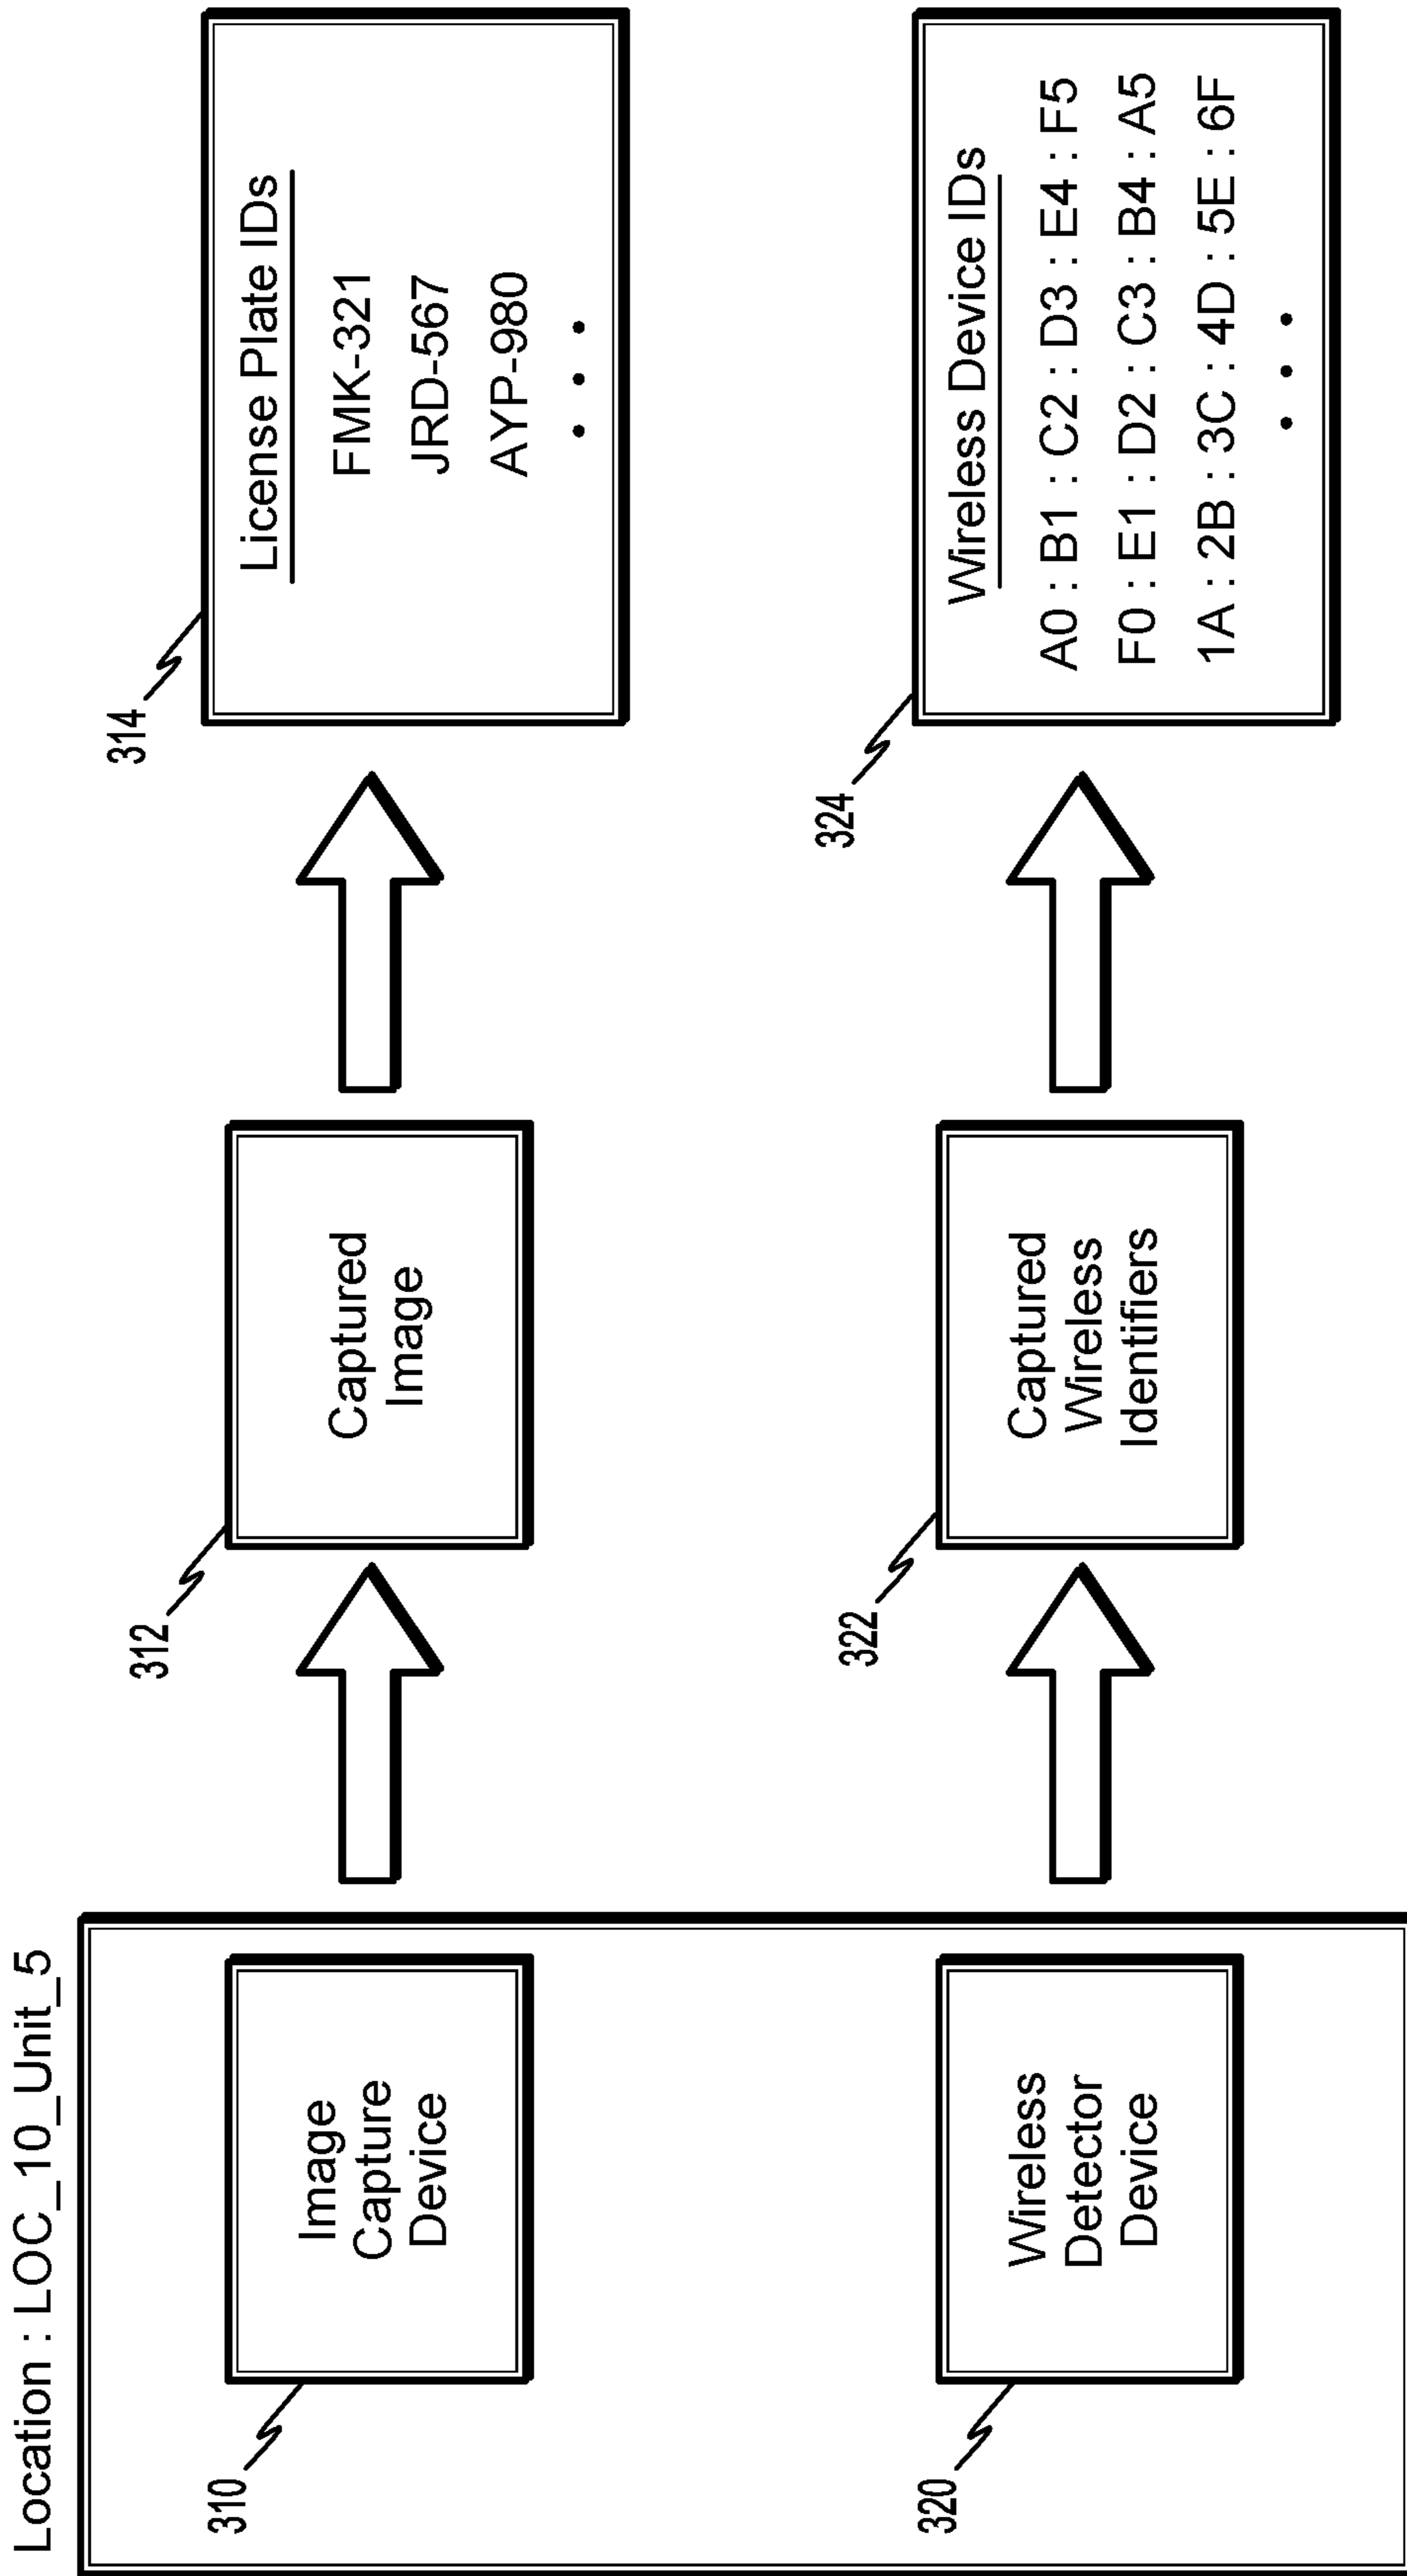 Location : LOC_10_Unit_5
310
Image
Capture
Device
312
Captured
Image
314
License Plate IDs
FMK-321
JRD-567
AYP-980
• • •
320
Wireless
Detector
Device
322
Captured
Wireless
Identifiers
324
Wireless Device IDs
A0 : B1 : C2 : D3 : E4 : F5
F0 : E1 : D2 : C3 : B4 : A5
1A : 2B : 3C : 4D : 5E : 6F
• • •